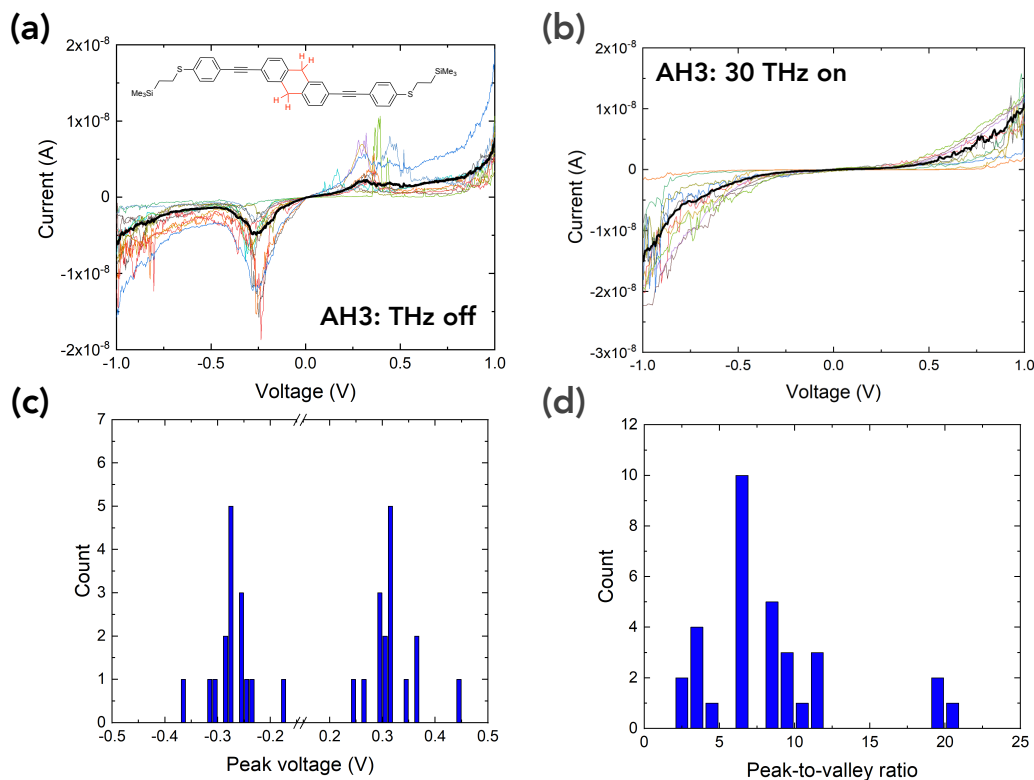 (a)
2x10⁻⁸
1x10⁻⁸
0
-1x10⁻⁸
-2x10⁻⁸
Current (A)
-1.0 -0.5 0.0 0.5 1.0
Voltage (V)
Me₃Si
S
H
H
H
H
S
SiMe₃
AH3: THz off
(b)
AH3: 30 THz on
2x10⁻⁸
1x10⁻⁸
0
-1x10⁻⁸
-2x10⁻⁸
-3x10⁻⁸
Current (A)
-1.0 -0.5 0.0 0.5 1.0
Voltage (V)
(c)
7
6
5
4
3
2
1
0
Count
-0.5 -0.4 -0.3 -0.2 0.2 0.3 0.4 0.5
Peak voltage (V)
(d)
12
10
8
6
4
2
0
Count
0 5 10 15 20 25
Peak-to-valley ratio